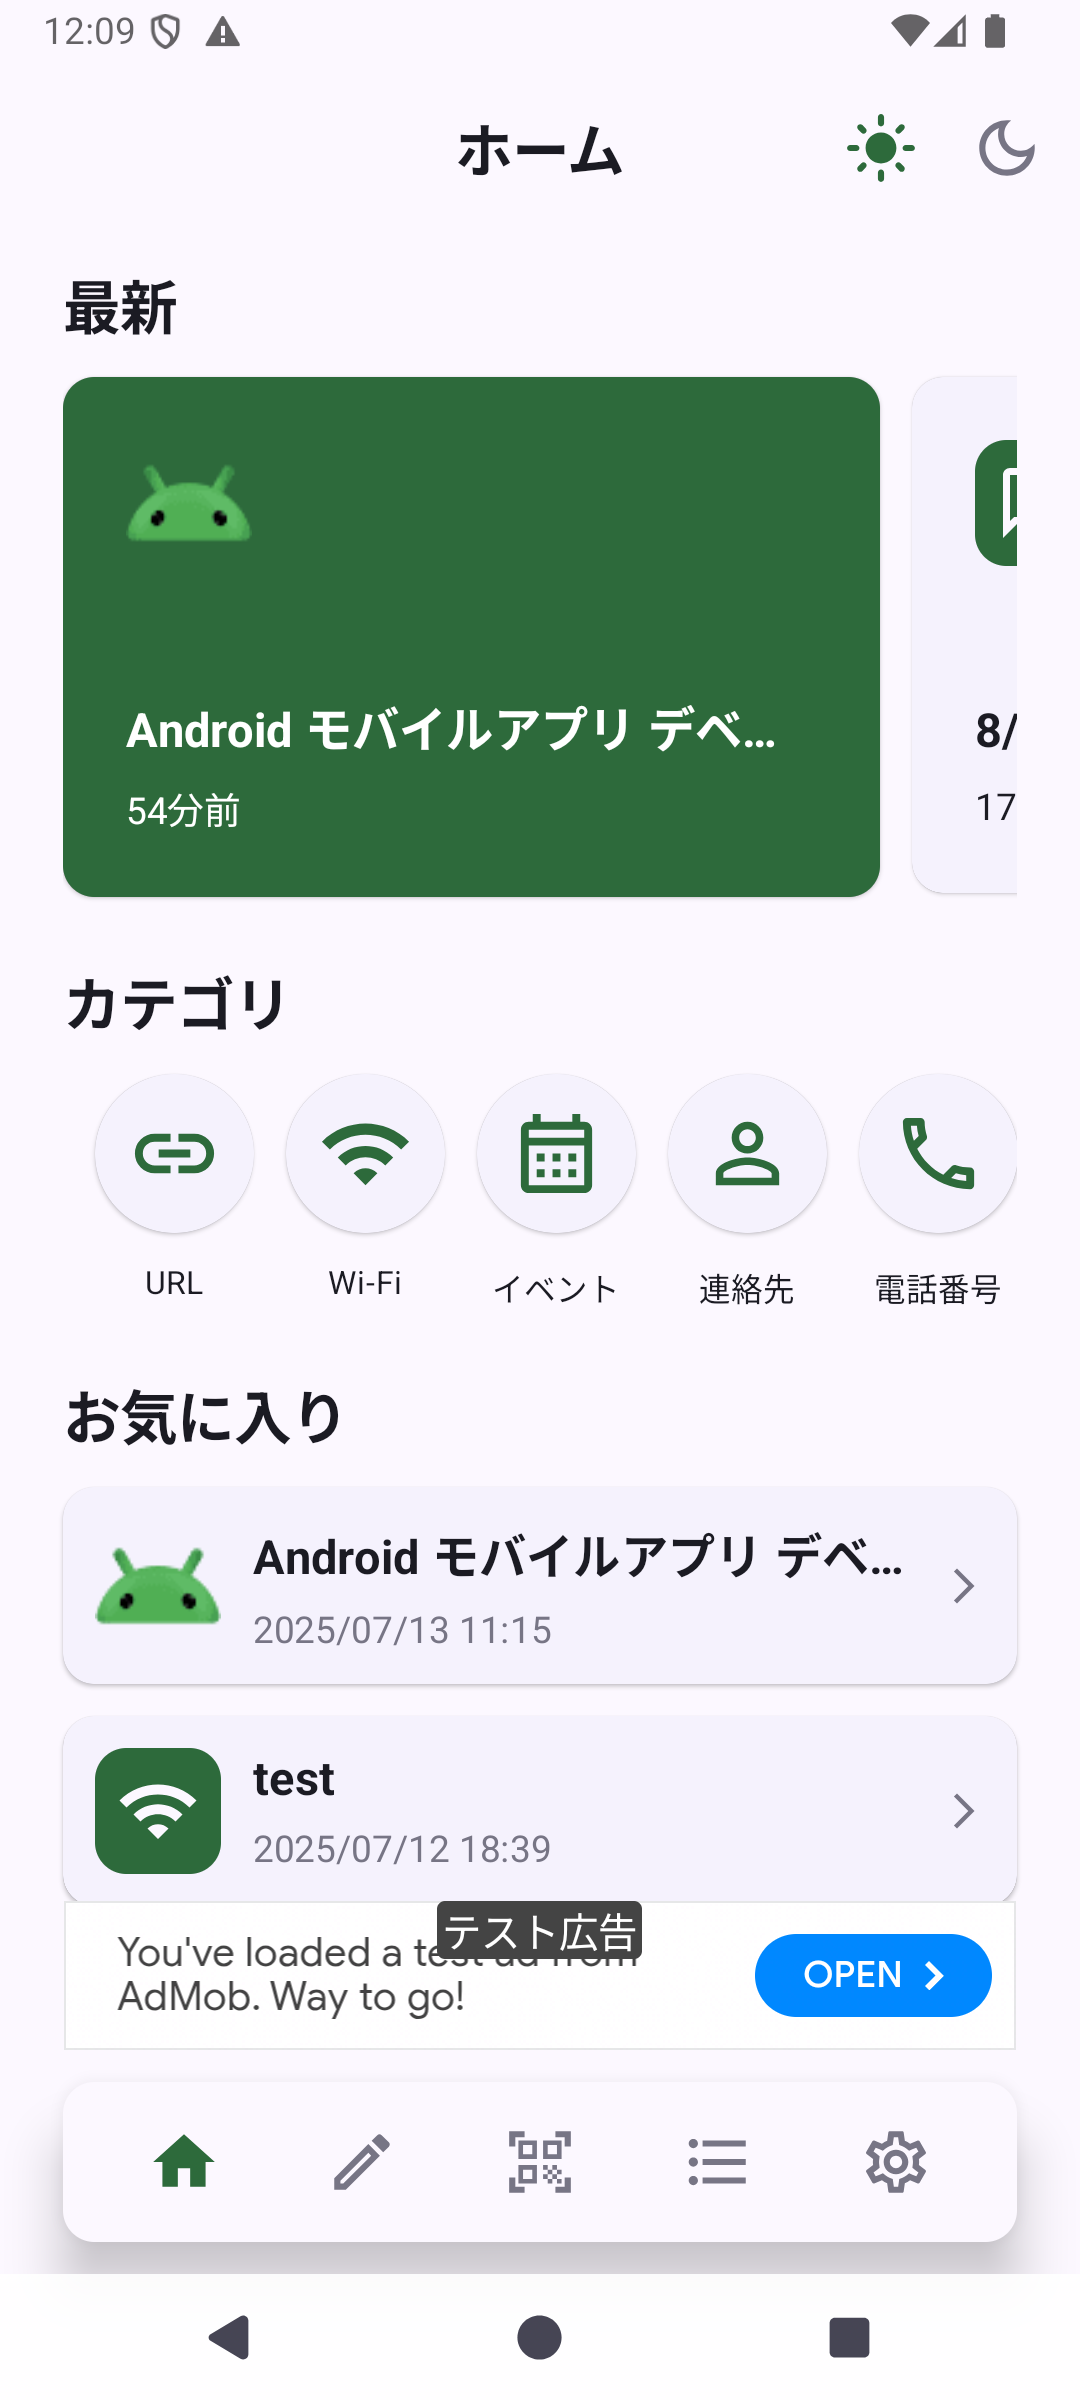 12:09
ホーム
最新
Android モバイルアプリ デベ...
54分前
8/
17
カテゴリ
URL
Wi-Fi
イベント
連絡先
電話番号
お気に入り
Android モバイルアプリ デベ...
2025/07/13 11:15
test
2025/07/12 18:39
テスト広告
You've loaded a test ad from
AdMob. Way to go!
OPEN